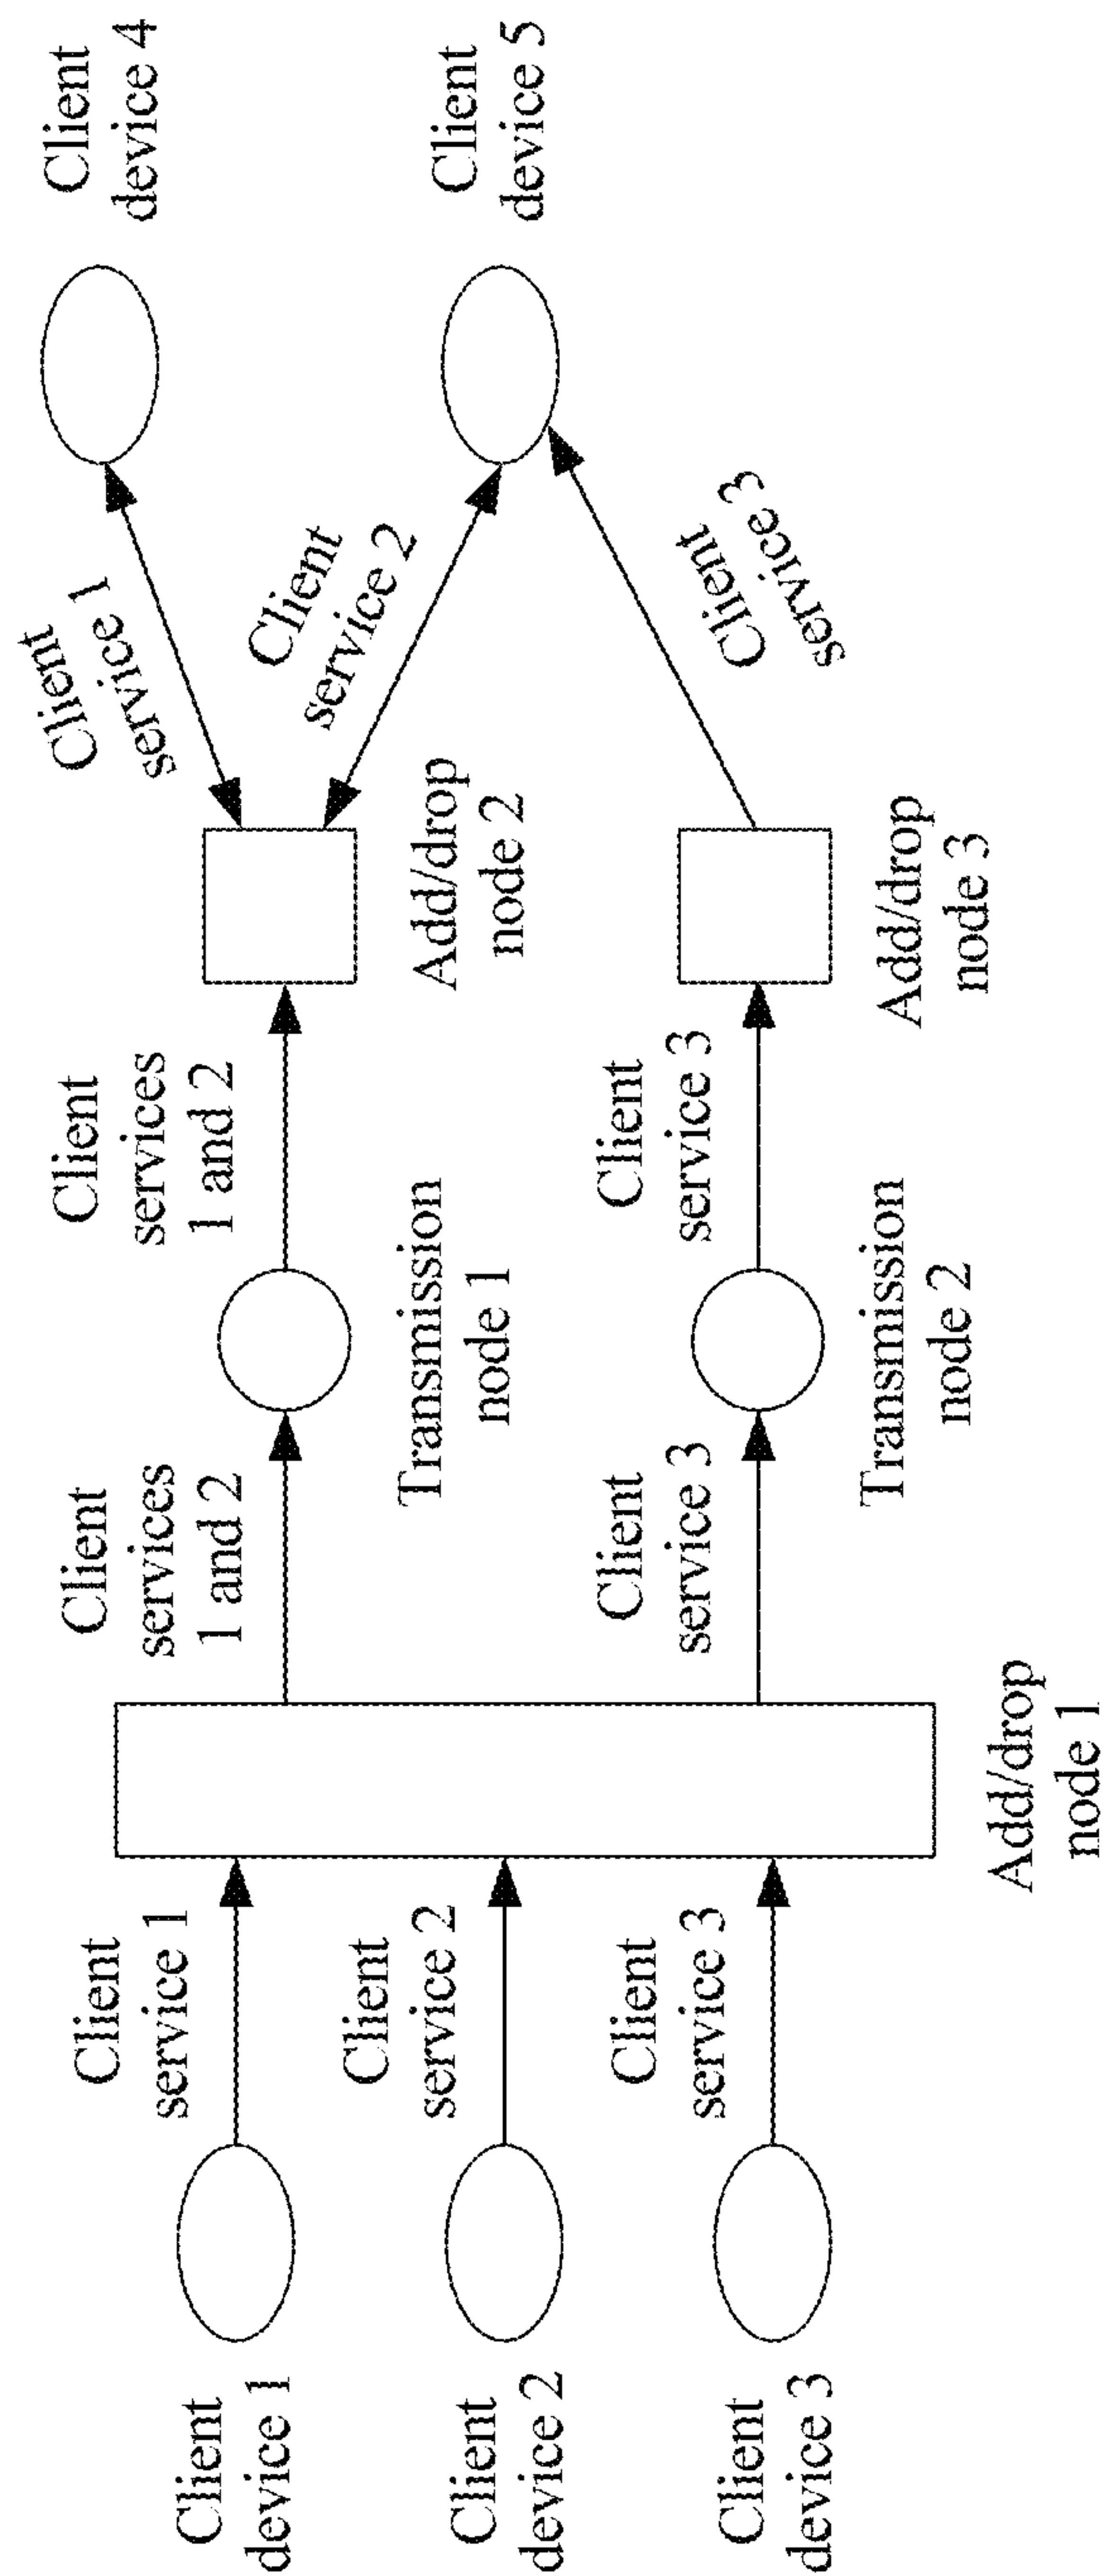 Client
device 1
Client
service 1
Client
device 2
Client
service 2
Client
device 3
Client
service 3
Add/drop
node 1
Client
services
1 and 2
Transmission
node 1
Client
services
1 and 2
Add/drop
node 2
Client
service 3
Transmission
node 2
Client
service 3
Add/drop
node 3
Client
service 1
Client
service 2
Client
service 3
Client
device 4
Client
device 5